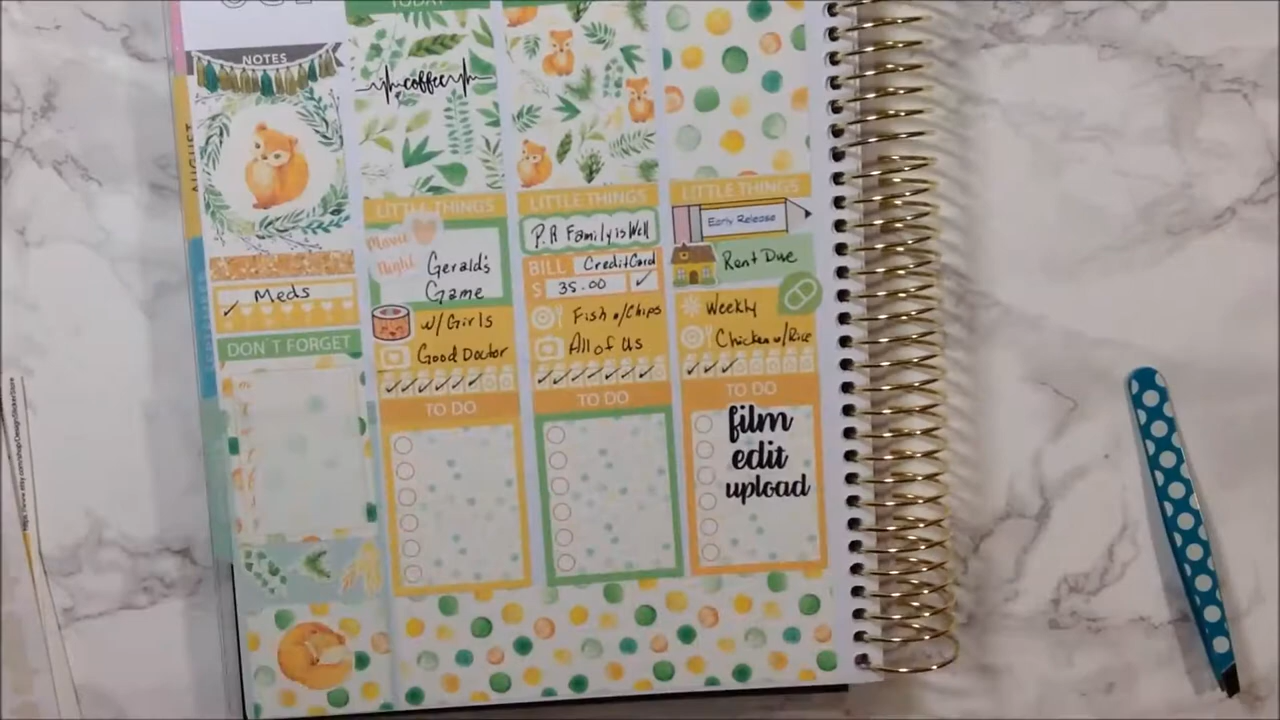 OCT
TODAY
NOTES
coffee
AUGUST
Meds
DON'T FORGET
LITTLE THINGS
Movie
Night
Gerald's
Game
w/Girls
Good Doctor
TO DO
LITTLE THINGS
P.R Family is Well
BILL Credit Card
$ 35.00
Fish w/Chips
All of Us
TO DO
LITTLE THINGS
Early Release
Rent Due
Weekly
Chicken w/Rice
TO DO
film
edit
upload